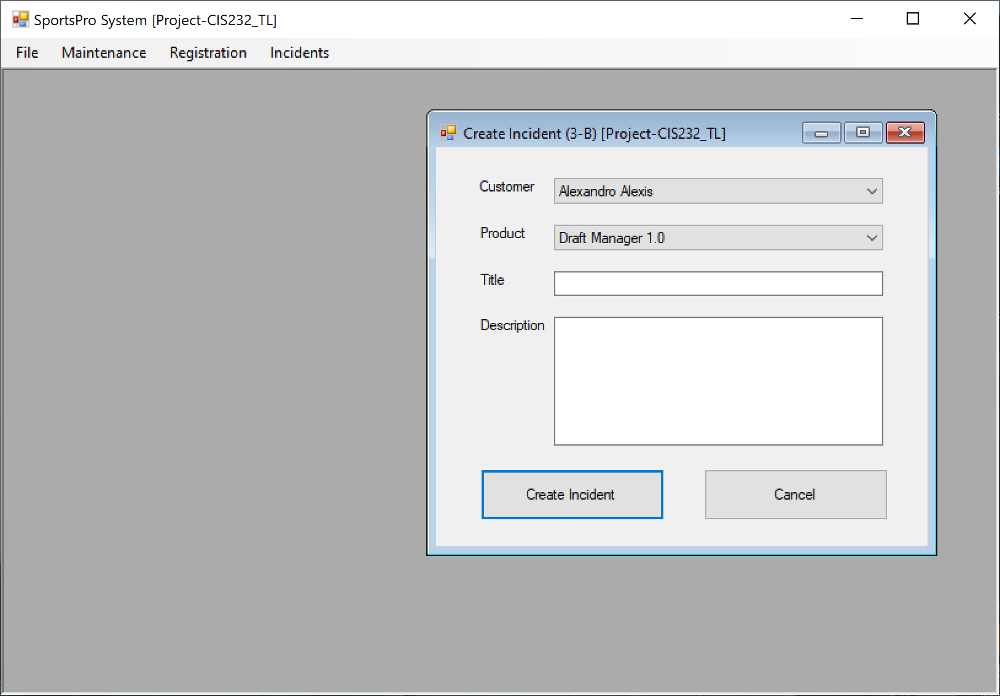 SportsPro System [Project-CIS232_TL]
File Maintenance Registration Incidents
Create Incident (3-B) [Project-CIS232_TL]
Customer Alexandro Alexis
Product Draft Manager 1.0
Title
Description
Create Incident Cancel